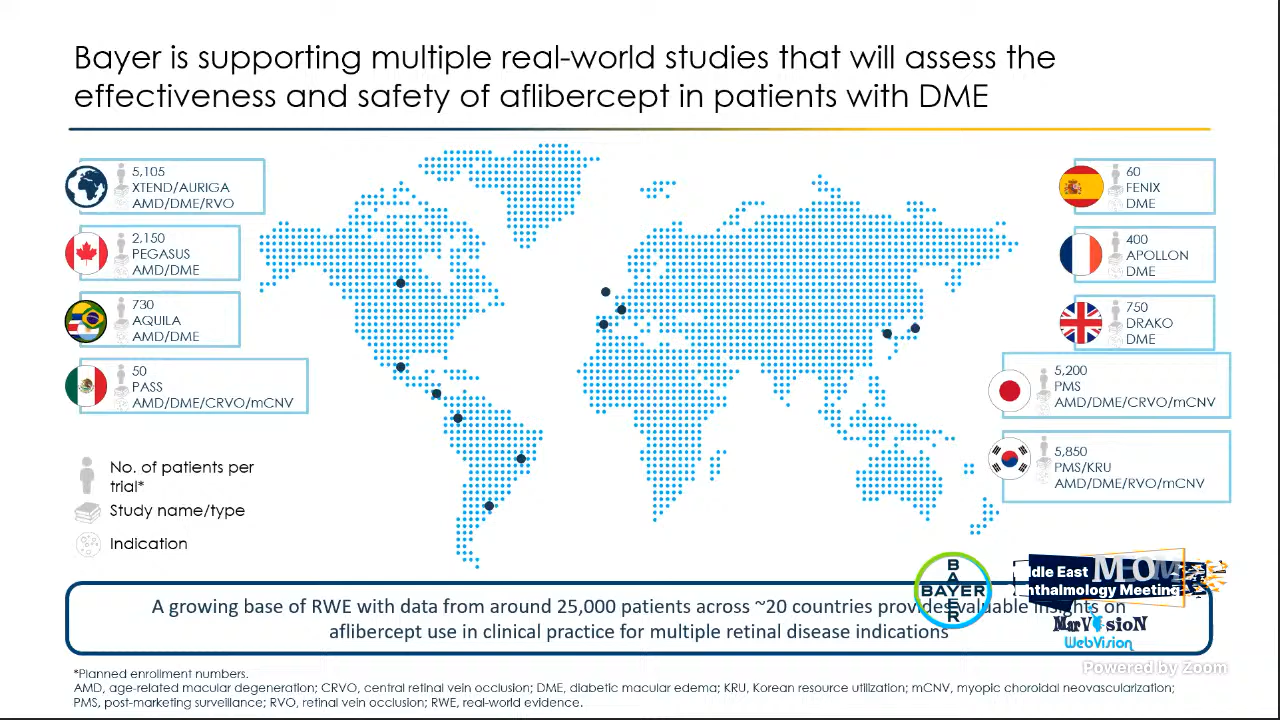 Bayer is supporting multiple real-world studies that will assess the
effectiveness and safety of aflibercept in patients with DME
5,105
XTEND/AURIGA
AMD/DME/RVO
2,150
PEGASUS
AMD/DME
730
AQUILA
AMD/DME
50
PASS
AMD/DME/CRVO/mCNV
No. of patients per
trial*
Study name/type
Indication
60
FENIX
DME
400
APOLLON
DME
750
DRAKO
DME
5,200
PMS
AMD/DME/CRVO/mCNV
5,850
PMS/KRU
AMD/DME/RVO/mCNV
A growing base of RWE with data from around 25,000 patients across ~20 countries provides valuable insights on
aflibercept use in clinical practice for multiple retinal disease indications
BAYER
BAYER
ddle East
hthalmology Meeting
MEOM
WebVision
Powered by Zoom
*Planned enrollment numbers.
AMD, age-related macular degeneration; CRVO, central retinal vein occlusion; DME, diabetic macular edema; KRU, Korean resource utilization; mCNV, myopic choroidal neovascularization;
PMS, post-marketing surveillance; RVO, retinal vein occlusion; RWE, real-world evidence.